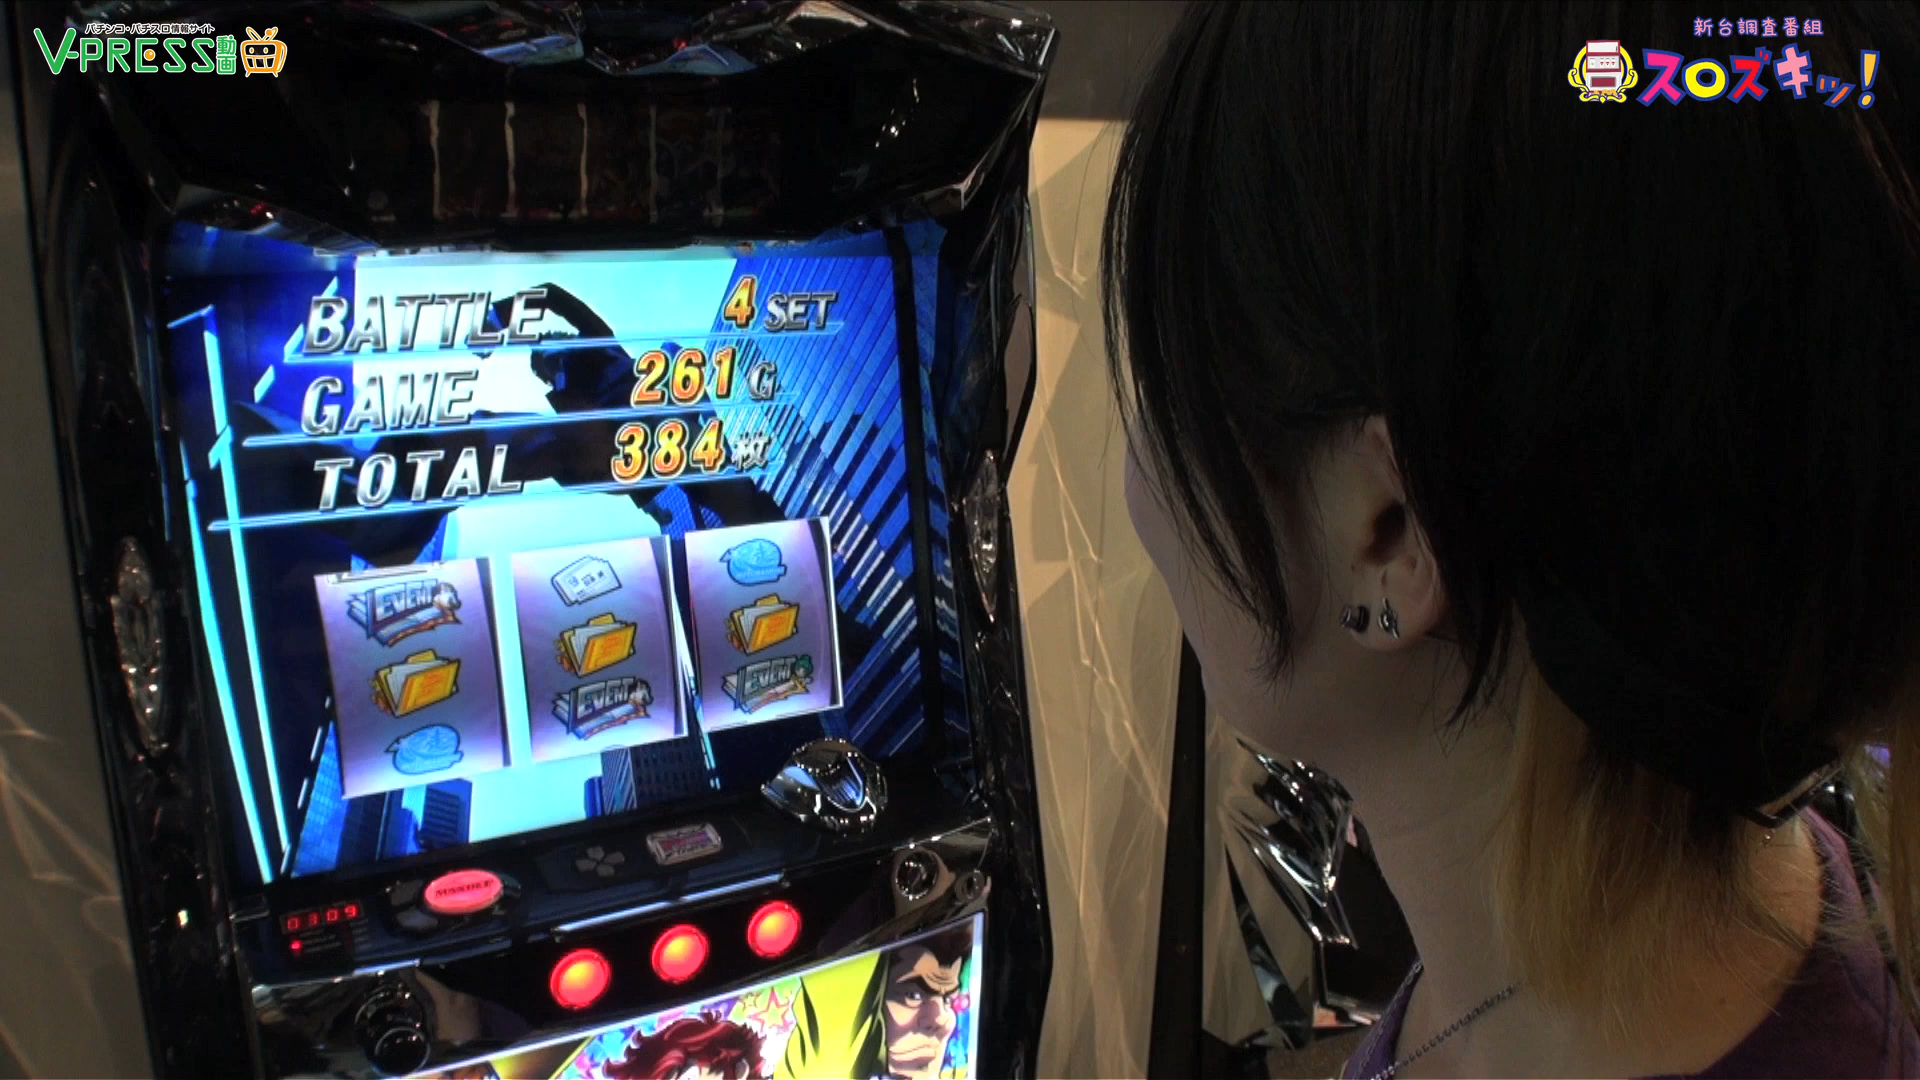 パチンコ・パチスロ情報サイト
V-PRESS動画
新台調査番組
スロズキッ!
BATTLE 4 SET
GAME 261 G
TOTAL 384 枚
EVENT
EVENT
EVENT
0309